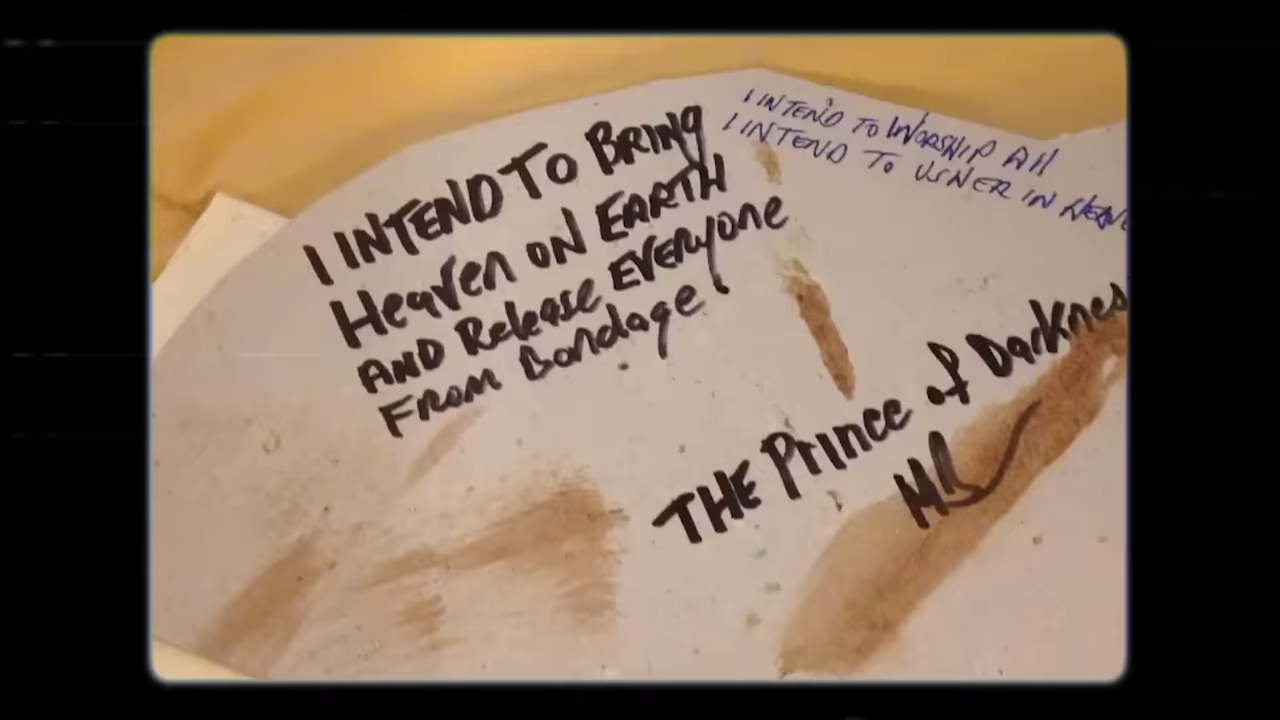 I INTEND TO BRING
Heaven ON EARTH
AND Release EVERYone
FROM Bondage.
I INTEND TO WORSHIP All
I INTEND TO USHER IN
THE Prince of Darknes